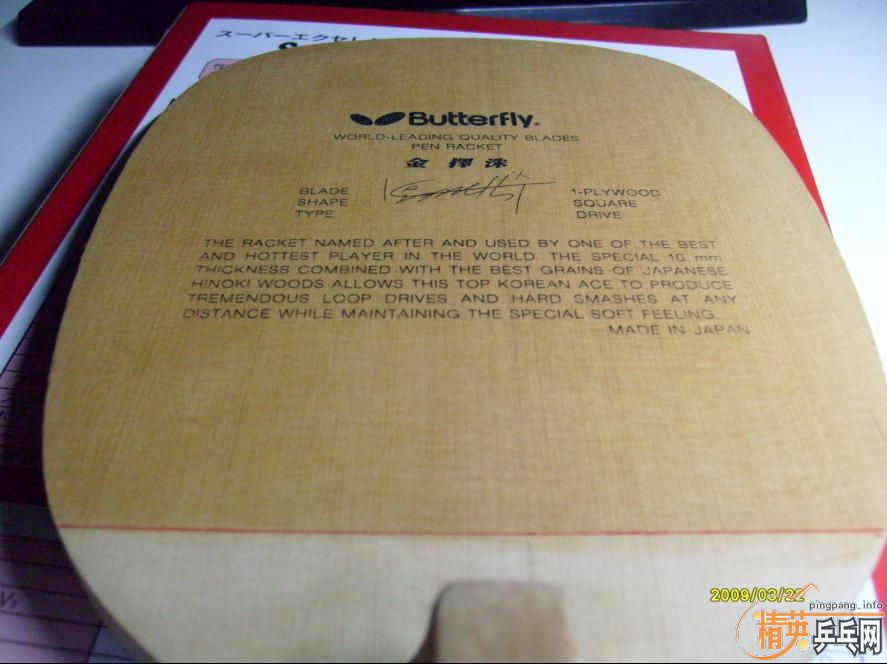 スーパーエクセレ
Butterfly
WORLD-LEADING QUALITY BLADES
PEN RACKET
金擇洙
BLADE 1-PLYWOOD
SHAPE SQUARE
TYPE DRIVE
THE RACKET NAMED AFTER AND USED BY ONE OF THE BEST
AND HOTTEST PLAYER IN THE WORLD. THE SPECIAL 10 mm
THICKNESS COMBINED WITH THE BEST GRAINS OF JAPANESE
HINOKI WOODS ALLOWS THIS TOP KOREAN ACE TO PRODUCE
TREMENDOUS LOOP DRIVES AND HARD SMASHES AT ANY
DISTANCE WHILE MAINTAINING THE SPECIAL SOFT FEELING.
MADE IN JAPAN
2009/03/22
pingpang.info
精英乒乓网